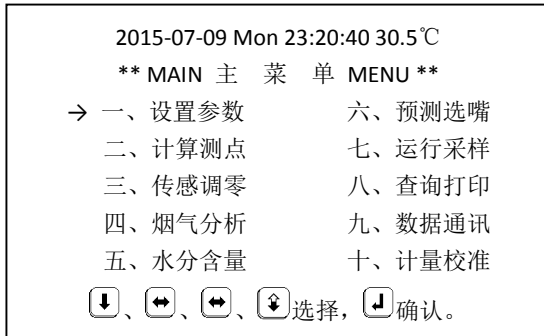 2015-07-09 Mon 23:20:40 30.5℃
** MAIN 主 菜 单 MENU **
→ 一、设置参数 六、预测选嘴
二、计算测点 七、运行采样
三、传感调零 八、查询打印
四、烟气分析 九、数据通讯
五、水分含量 十、计量校准
⬇、⬌、⬌、⬍选择，↲确认。